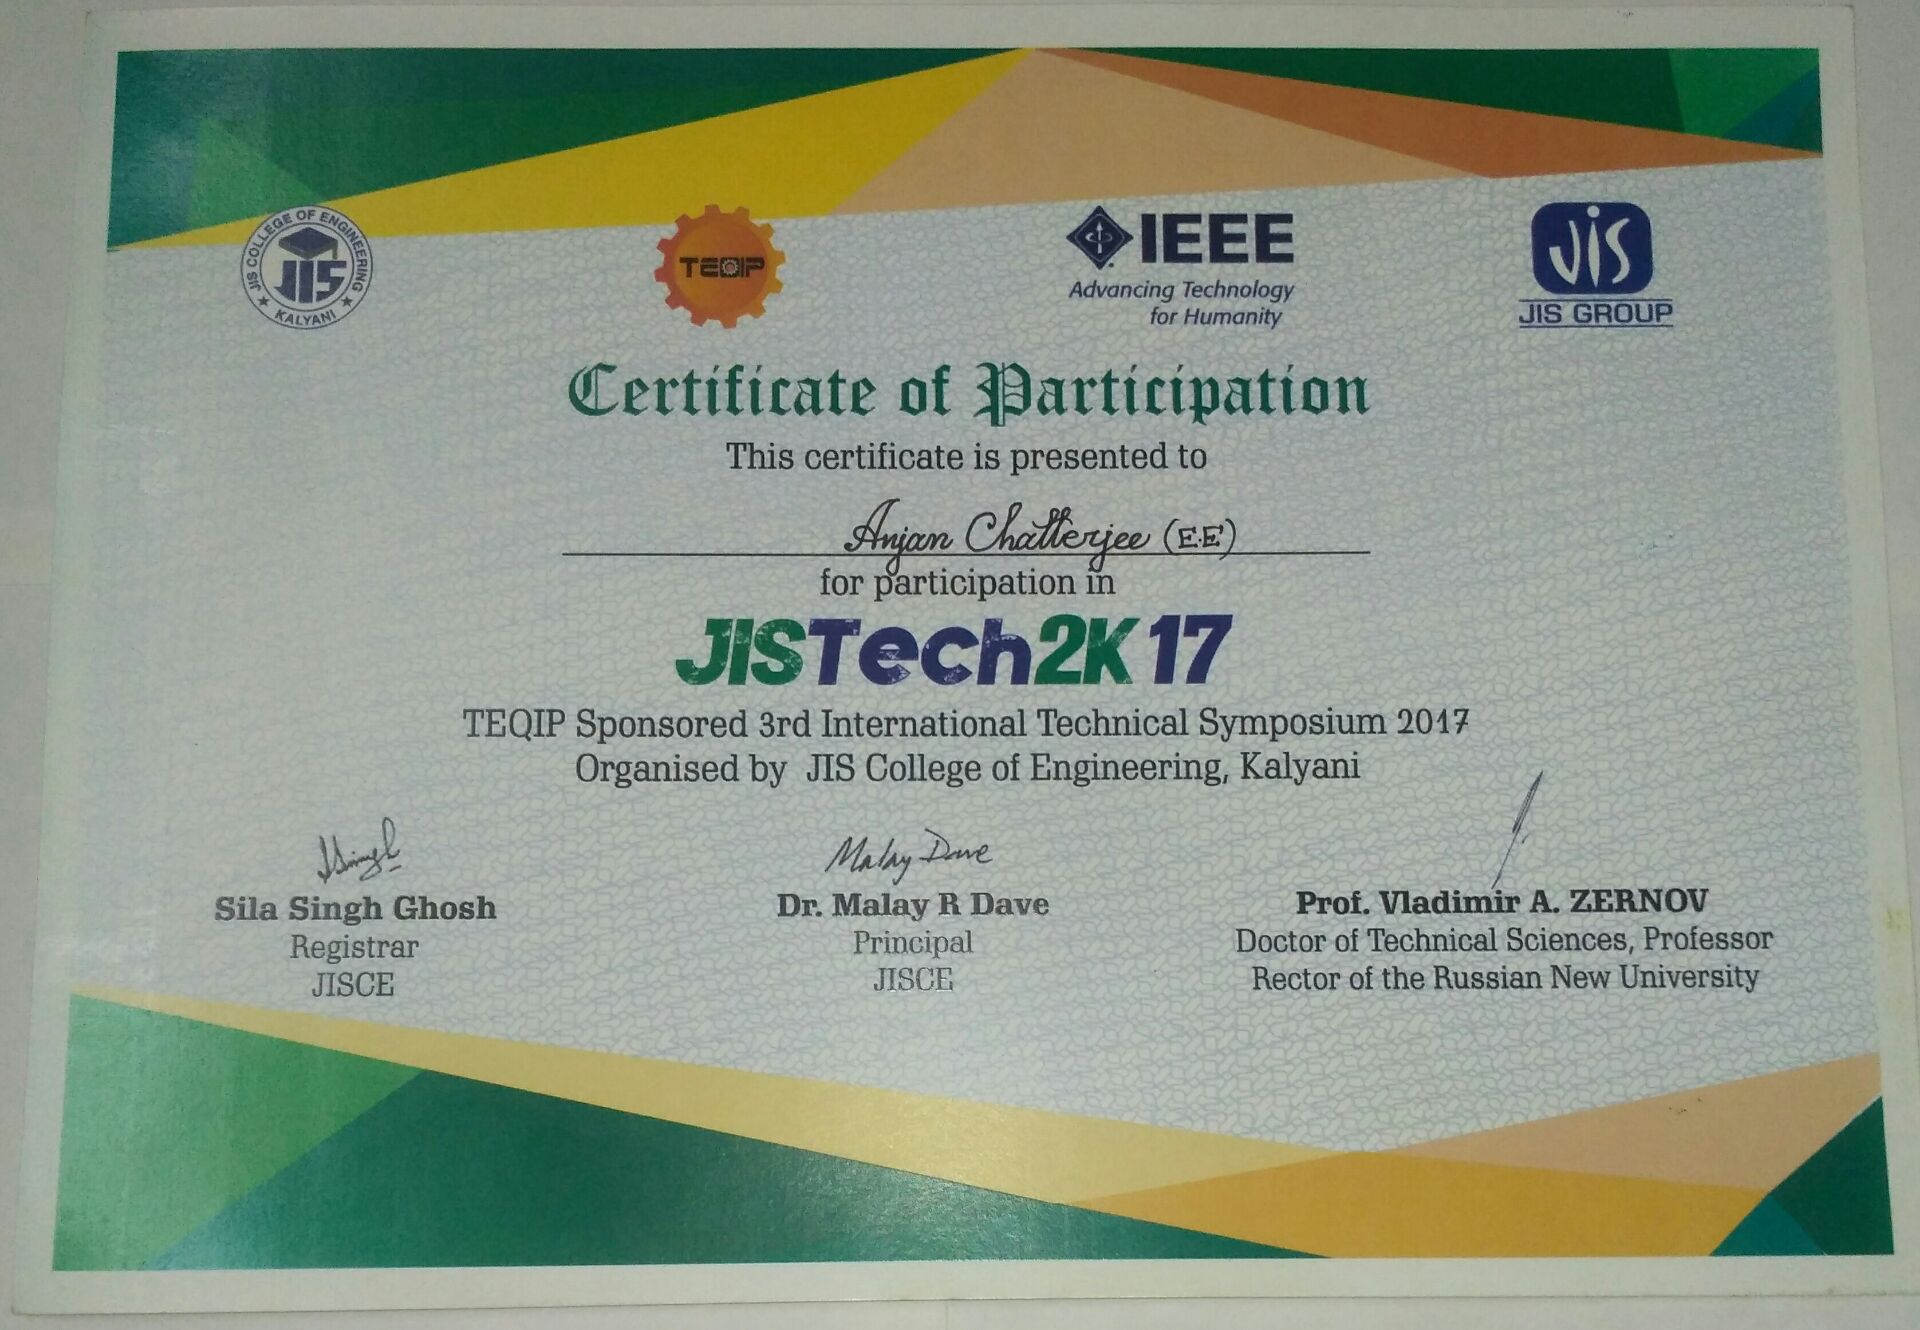 JIS COLLEGE OF ENGINEERING
JIS
KALYANI
TEQIP
IEEE
Advancing Technology
for Humanity
JIS
JIS GROUP
Certificate of Participation
This certificate is presented to
Anjan Chatterjee (E.E)
for participation in
JISTech2K17
TEQIP Sponsored 3rd International Technical Symposium 2017
Organised by JIS College of Engineering, Kalyani
SSingh
Malay Dave
Sila Singh Ghosh
Registrar
JISCE
Dr. Malay R Dave
Principal
JISCE
Prof. Vladimir A. ZERNOV
Doctor of Technical Sciences, Professor
Rector of the Russian New University